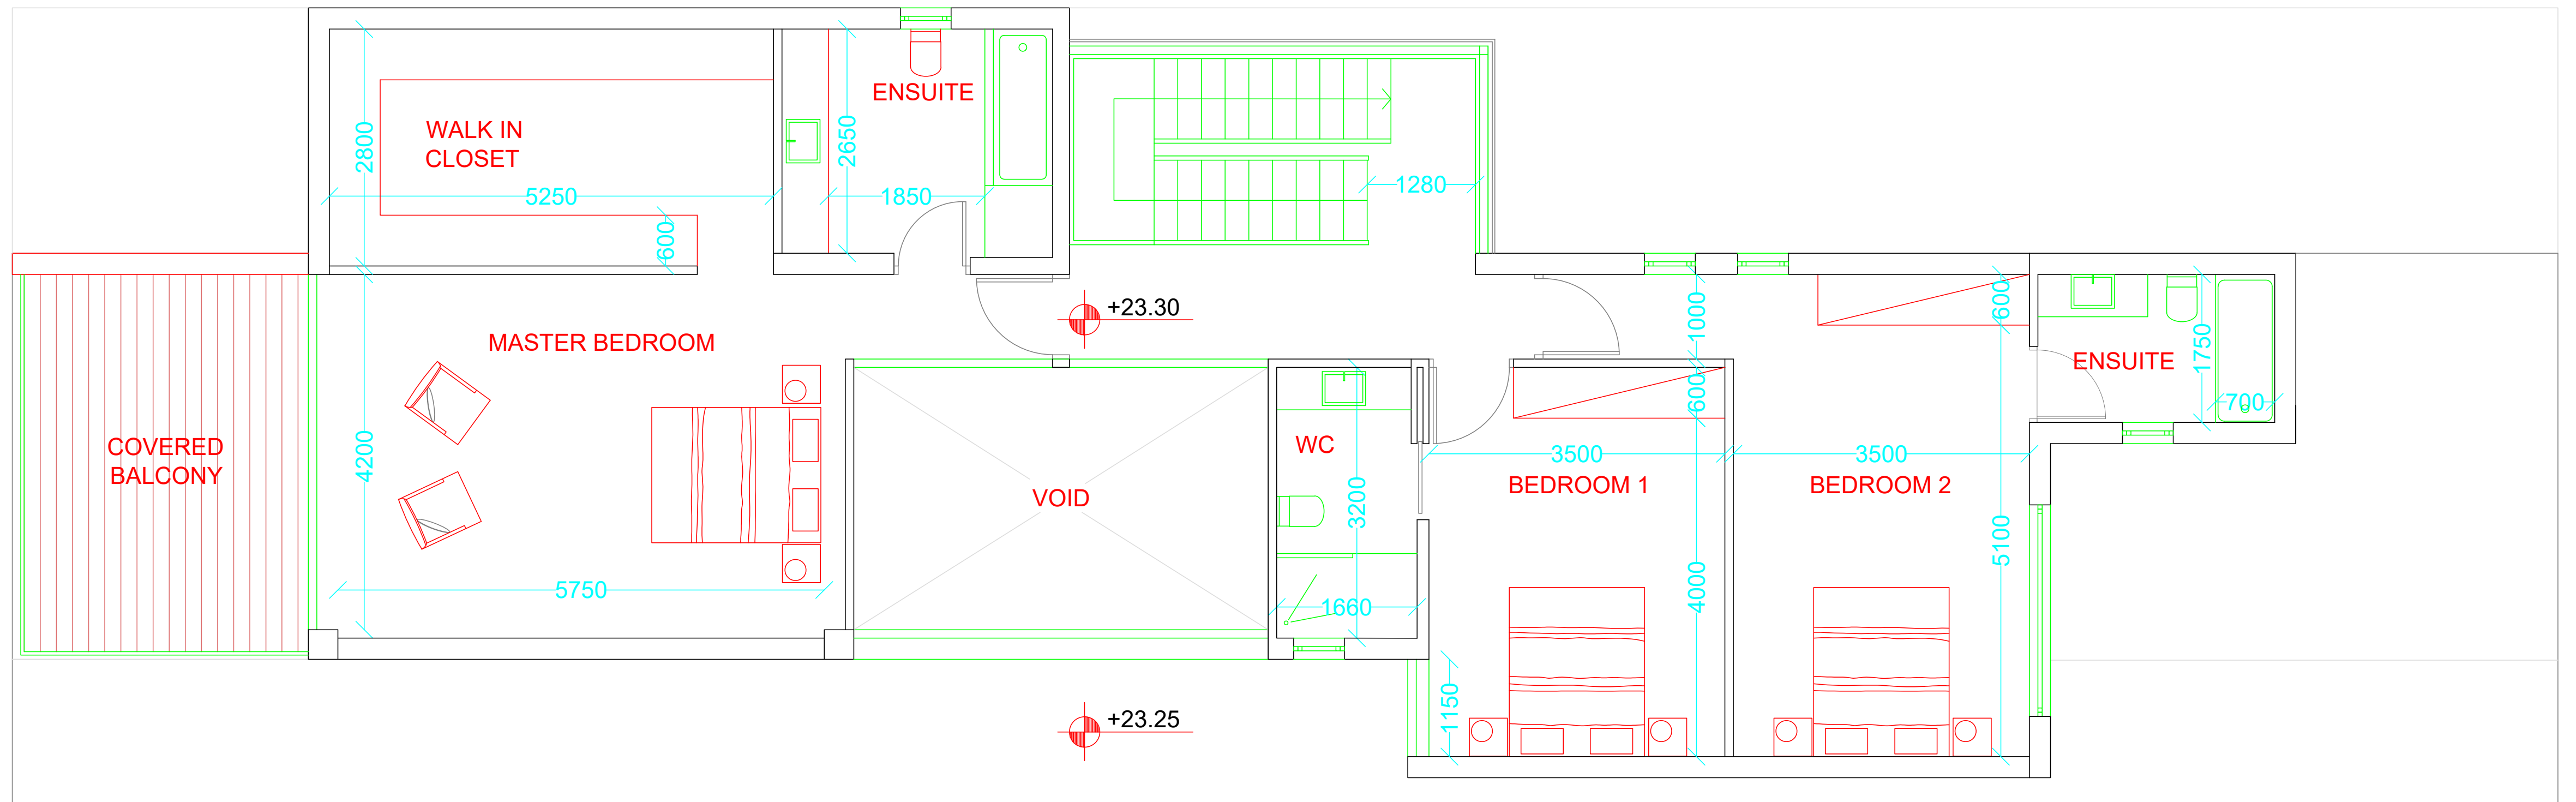 ENSUITE
WALK IN
CLOSET
2800
2650
5250
1850
1280
600
+23.30
1000
600
MASTER BEDROOM
ENSUITE
1750
600
700
COVERED
BALCONY
4200
WC
3500
3500
VOID
3200
BEDROOM 1
BEDROOM 2
5100
5750
1660
4000
1150
+23.25